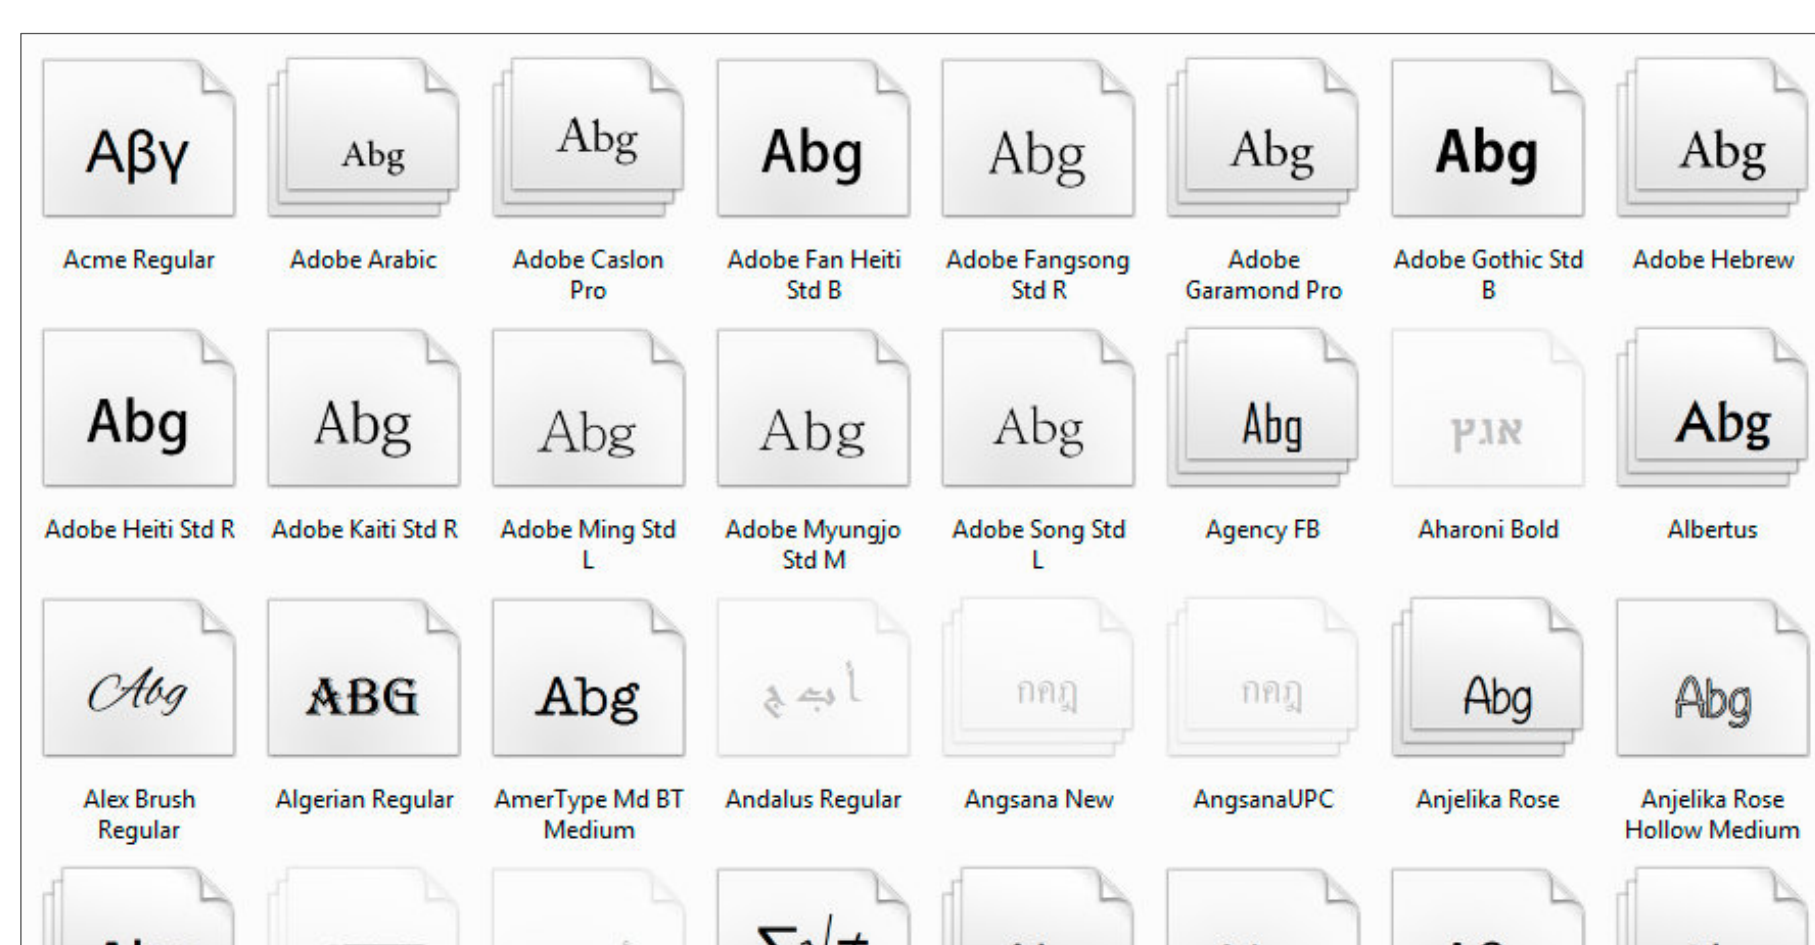 Aβγ
Abg
Abg
Abg
Abg
Abg
Abg
Abg
Acme Regular
Adobe Arabic
Adobe Caslon
Pro
Adobe Fan Heiti
Std B
Adobe Fangsong
Std R
Adobe
Garamond Pro
Adobe Gothic Std
B
Adobe Hebrew
Abg
Abg
Abg
Abg
Abg
Abg
אגץ
Abg
Adobe Heiti Std R
Adobe Kaiti Std R
Adobe Ming Std
L
Adobe Myungjo
Std M
Adobe Song Std
L
Agency FB
Aharoni Bold
Albertus
Abg
ABG
Abg
أ ب ج
กคฎ
กคฎ
Abg
Abg
Alex Brush
Regular
Algerian Regular
AmerType Md BT
Medium
Andalus Regular
Angsana New
AngsanaUPC
Anjelika Rose
Anjelika Rose
Hollow Medium